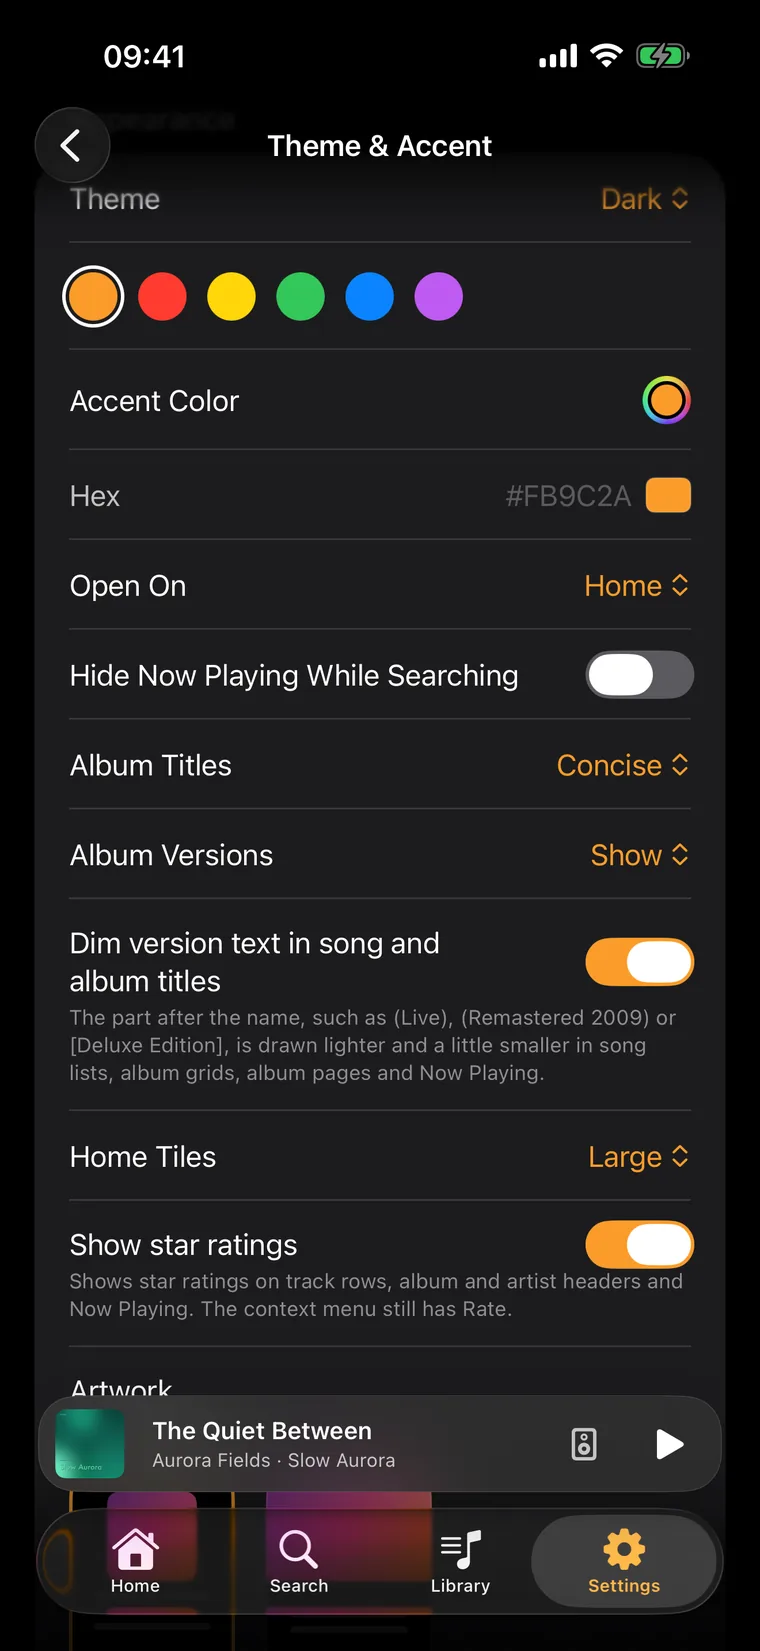 09:41
Theme & Accent
Theme
Dark
Accent Color
Hex
#FB9C2A
Open On
Home
Hide Now Playing While Searching
Album Titles
Concise
Album Versions
Show
Dim version text in song and
album titles
The part after the name, such as (Live), (Remastered 2009) or
[Deluxe Edition], is drawn lighter and a little smaller in song
lists, album grids, album pages and Now Playing.
Home Tiles
Large
Show star ratings
Shows star ratings on track rows, album and artist headers and
Now Playing. The context menu still has Rate.
Artwork
Slow Aurora
The Quiet Between
Aurora Fields · Slow Aurora
Home
Search
Library
Settings